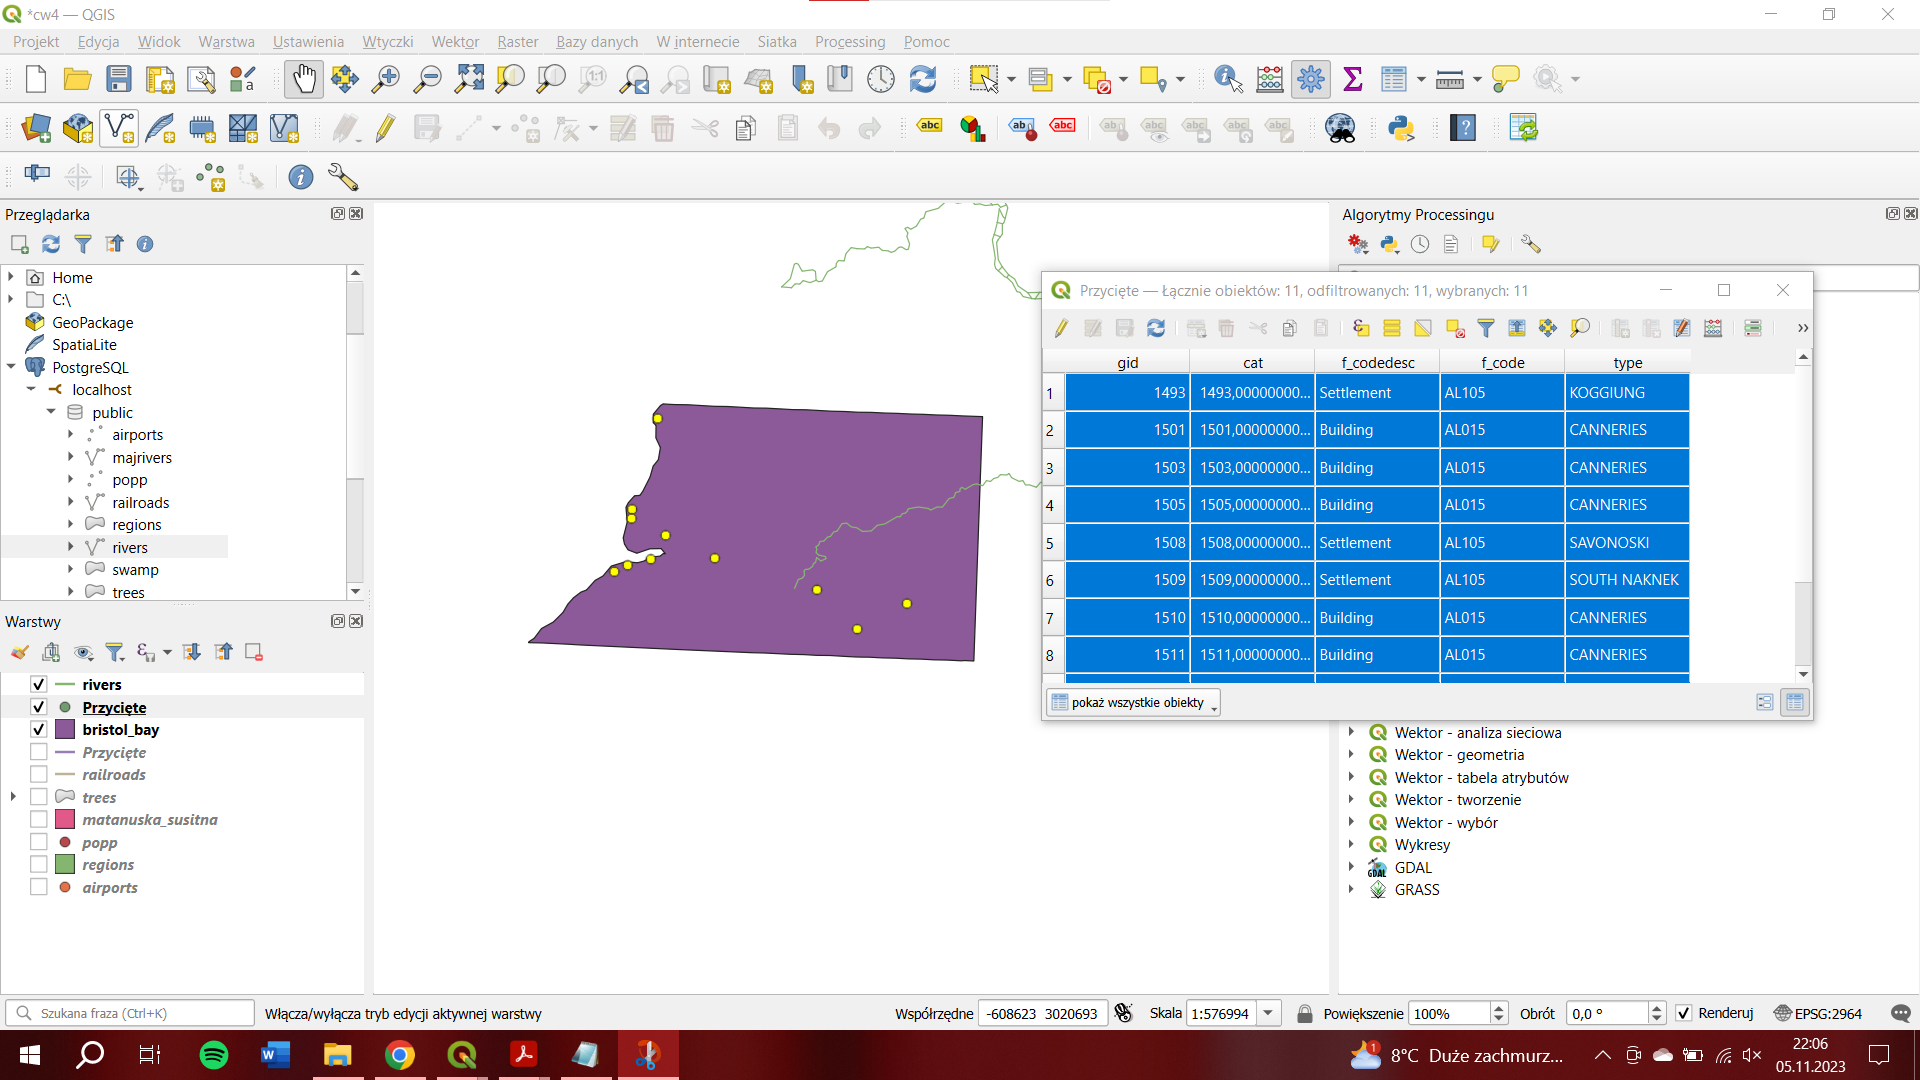 *cw4 — QGIS
Projekt Edycja Widok Warstwa Ustawienia Wtyczki Wektor Raster Bazy danych W internecie Siatka Processing Pomoc
Przeglądarka
Home
C:\
GeoPackage
SpatiaLite
PostgreSQL
localhost
public
airports
majrivers
popp
railroads
regions
rivers
swamp
trees
Warstwy
rivers
Przycięte
bristol_bay
Przycięte
railroads
trees
matanuska_susitna
popp
regions
airports
Algorytmy Processingu
Przycięte — Łącznie obiektów: 11, odfiltrowanych: 11, wybranych: 11
gid cat f_codedesc f_code type
1 1493 1493,00000000... Settlement AL105 KOGGIUNG
2 1501 1501,00000000... Building AL015 CANNERIES
3 1503 1503,00000000... Building AL015 CANNERIES
4 1505 1505,00000000... Building AL015 CANNERIES
5 1508 1508,00000000... Settlement AL105 SAVONOSKI
6 1509 1509,00000000... Settlement AL105 SOUTH NAKNEK
7 1510 1510,00000000... Building AL015 CANNERIES
8 1511 1511,00000000... Building AL015 CANNERIES
pokaż wszystkie obiekty
Wektor - analiza sieciowa
Wektor - geometria
Wektor - tabela atrybutów
Wektor - tworzenie
Wektor - wybór
Wykresy
GDAL
GRASS
Szukana fraza (Ctrl+K) Włącza/wyłącza tryb edycji aktywnej warstwy Współrzędne -608623 3020693 Skala 1:576994 Powiększenie 100% Obrót 0,0 ° Renderuj EPSG:2964
8°C Duże zachmurz... 22:06
05.11.2023